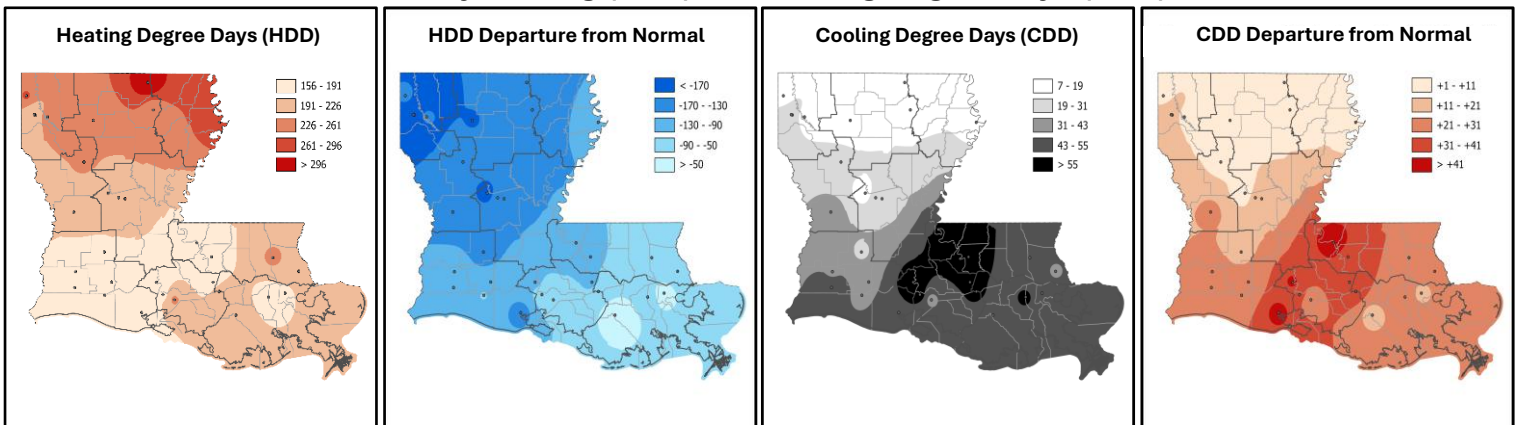 Heating Degree Days (HDD)
156 - 191
191 - 226
226 - 261
261 - 296
> 296
HDD Departure from Normal
< -170
-170 - -130
-130 - -90
-90 - -50
> -50
Cooling Degree Days (CDD)
7 - 19
19 - 31
31 - 43
43 - 55
> 55
CDD Departure from Normal
+1 - +11
+11 - +21
+21 - +31
+31 - +41
> +41